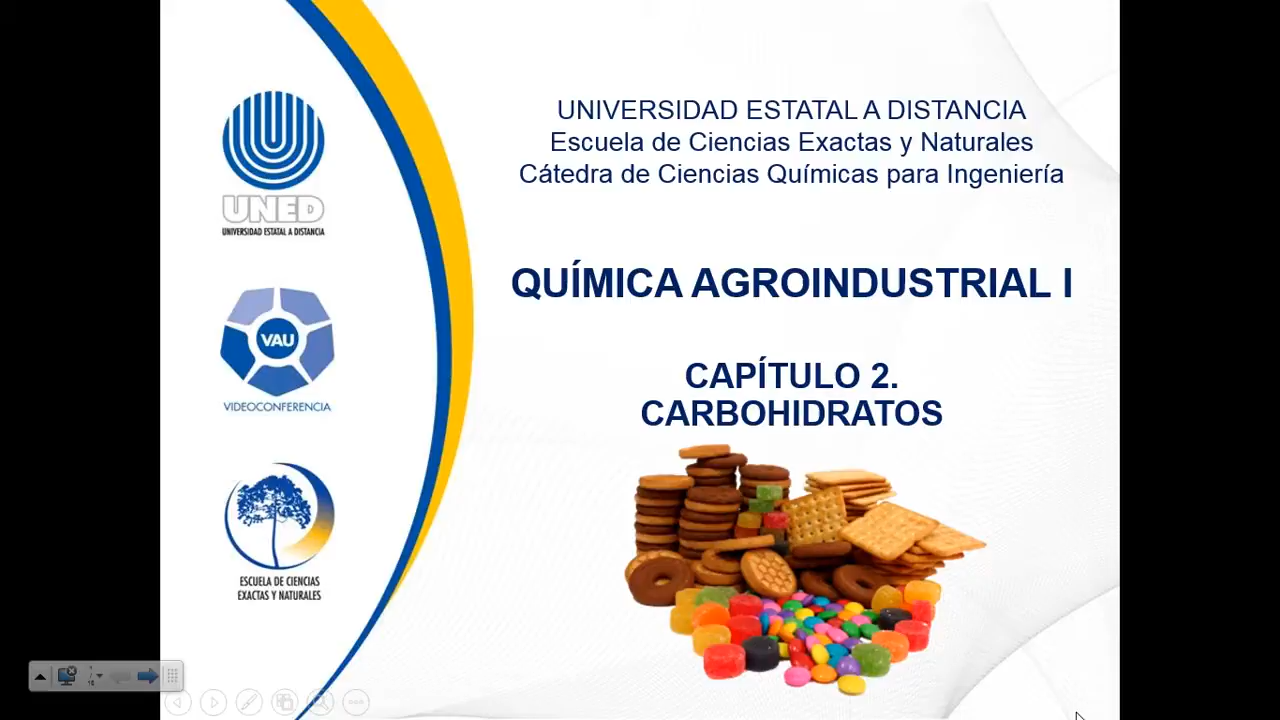 UNIVERSIDAD ESTATAL A DISTANCIA
Escuela de Ciencias Exactas y Naturales
Cátedra de Ciencias Químicas para Ingeniería
QUÍMICA AGROINDUSTRIAL I
CAPÍTULO 2.
CARBOHIDRATOS
UNED
UNIVERSIDAD ESTATAL A DISTANCIA
VAU
VIDEOCONFERENCIA
ESCUELA DE CIENCIAS
EXACTAS Y NATURALES